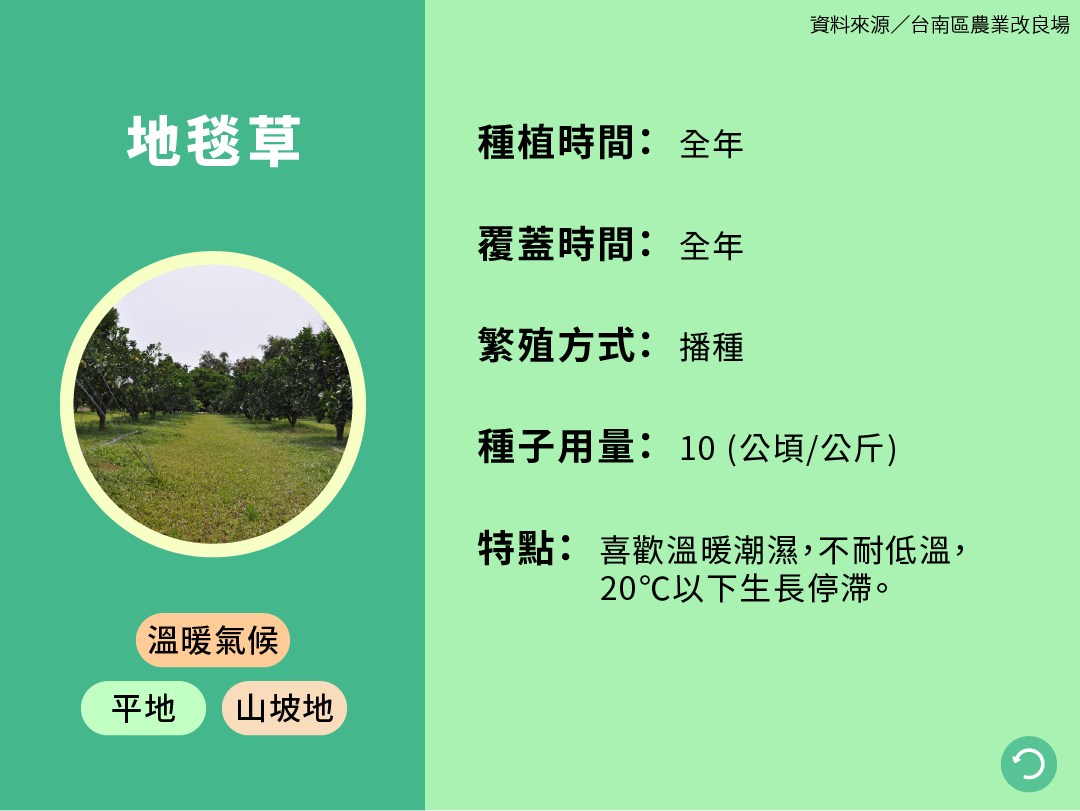 資料來源／台南區農業改良場
地毯草
溫暖氣候
平地
山坡地
種植時間： 全年
覆蓋時間： 全年
繁殖方式： 播種
種子用量： 10 (公頃/公斤)
特點： 喜歡溫暖潮濕，不耐低溫，
20℃以下生長停滯。